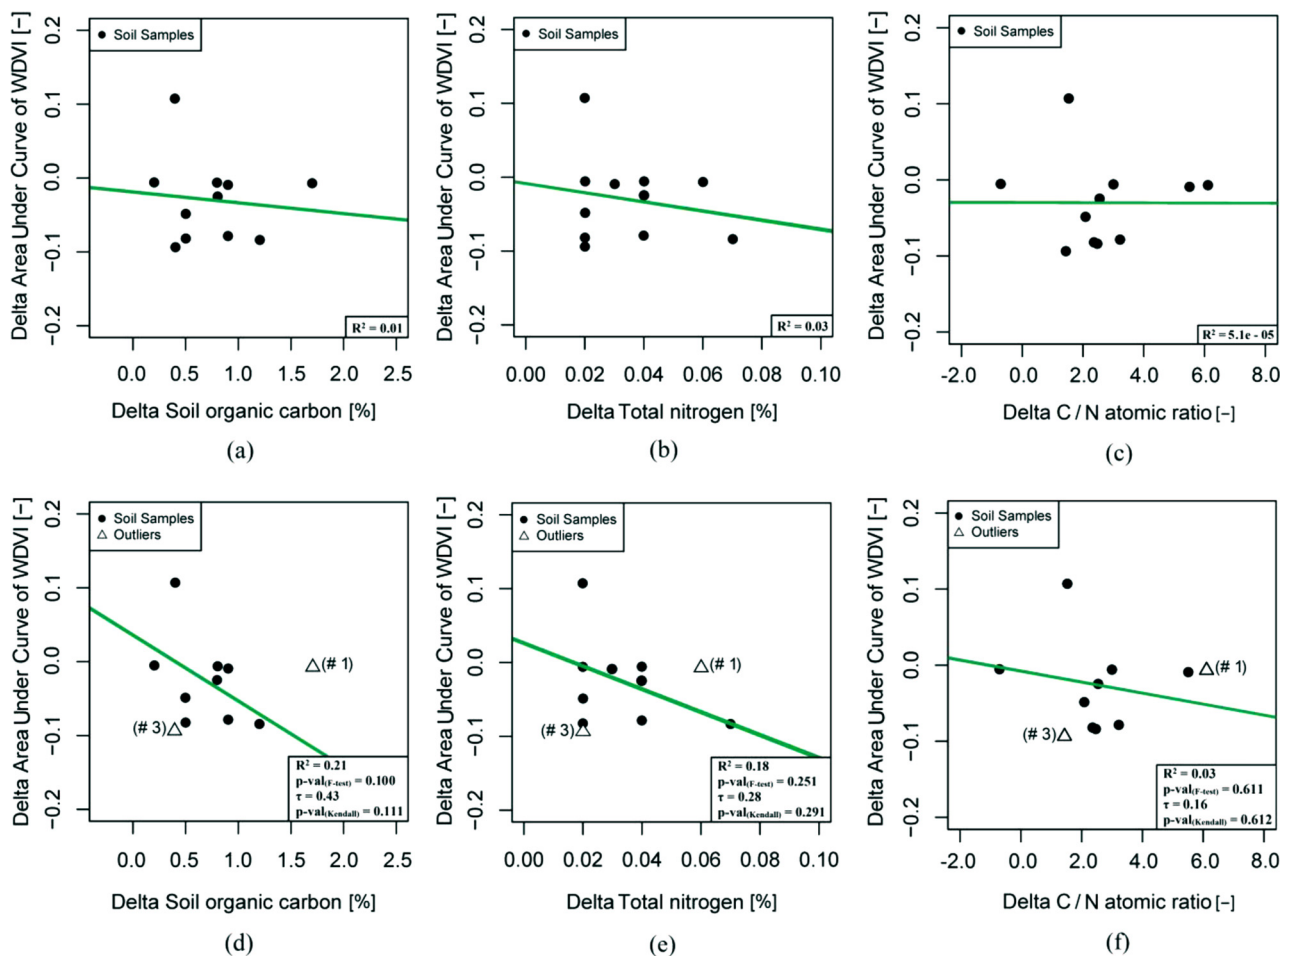 Delta Area Under Curve of WDVI [−]
0.2
0.1
0.0
−0.1
−0.2
Soil Samples
R² = 0.01
0.0 0.5 1.0 1.5 2.0 2.5
Delta Soil organic carbon [%]
(a)
Delta Area Under Curve of WDVI [−]
0.2
0.1
0.0
−0.1
−0.2
Soil Samples
R² = 0.03
0.00 0.02 0.04 0.06 0.08 0.10
Delta Total nitrogen [%]
(b)
Delta Area Under Curve of WDVI [−]
0.2
0.1
0.0
−0.1
−0.2
Soil Samples
R² = 5.1e - 05
-2.0 0.0 2.0 4.0 6.0 8.0
Delta C / N atomic ratio [−]
(c)
Delta Area Under Curve of WDVI [−]
0.2
0.1
0.0
−0.1
−0.2
Soil Samples
Outliers
(# 1)
(# 3)
R² = 0.21
p-val(F-test) = 0.100
τ = 0.43
p-val(Kendall) = 0.111
0.0 0.5 1.0 1.5 2.0 2.5
Delta Soil organic carbon [%]
(d)
Delta Area Under Curve of WDVI [−]
0.2
0.1
0.0
−0.1
−0.2
Soil Samples
Outliers
(# 1)
(# 3)
R² = 0.18
p-val(F-test) = 0.251
τ = 0.28
p-val(Kendall) = 0.291
0.00 0.02 0.04 0.06 0.08 0.10
Delta Total nitrogen [%]
(e)
Delta Area Under Curve of WDVI [−]
0.2
0.1
0.0
−0.1
−0.2
Soil Samples
Outliers
(# 1)
(# 3)
R² = 0.03
p-val(F-test) = 0.611
τ = 0.16
p-val(Kendall) = 0.612
-2.0 0.0 2.0 4.0 6.0 8.0
Delta C / N atomic ratio [−]
(f)